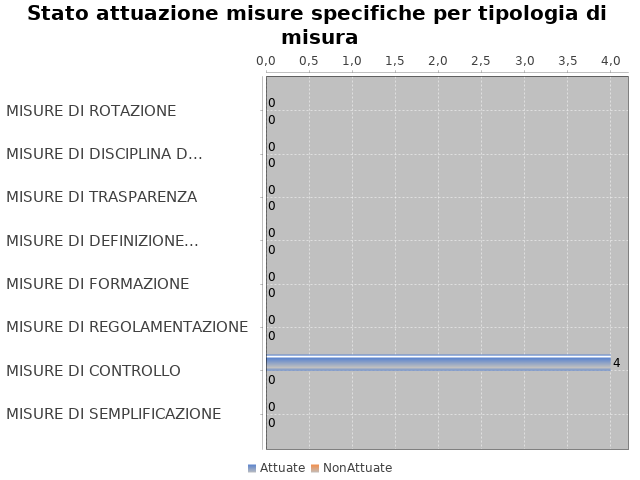 Stato attuazione misure specifiche per tipologia di
misura
0,0 0,5 1,0 1,5 2,0 2,5 3,0 3,5 4,0
MISURE DI ROTAZIONE
0
0
MISURE DI DISCIPLINA D...
0
0
MISURE DI TRASPARENZA
0
0
MISURE DI DEFINIZIONE...
0
0
MISURE DI FORMAZIONE
0
0
MISURE DI REGOLAMENTAZIONE
0
0
MISURE DI CONTROLLO
4
0
MISURE DI SEMPLIFICAZIONE
0
0
Attuate NonAttuate